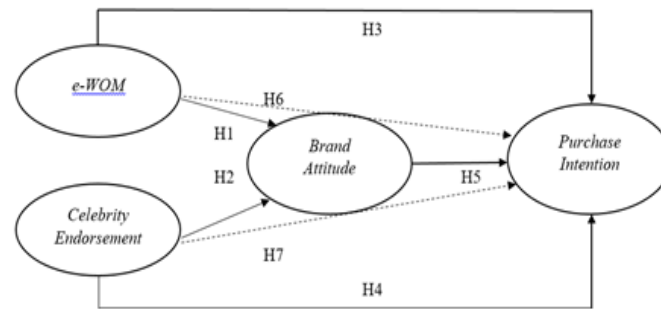 H3
e-WOM
H6
H1
Brand
Attitude
Purchase
Intention
H2
H5
Celebrity
Endorsement
H7
H4